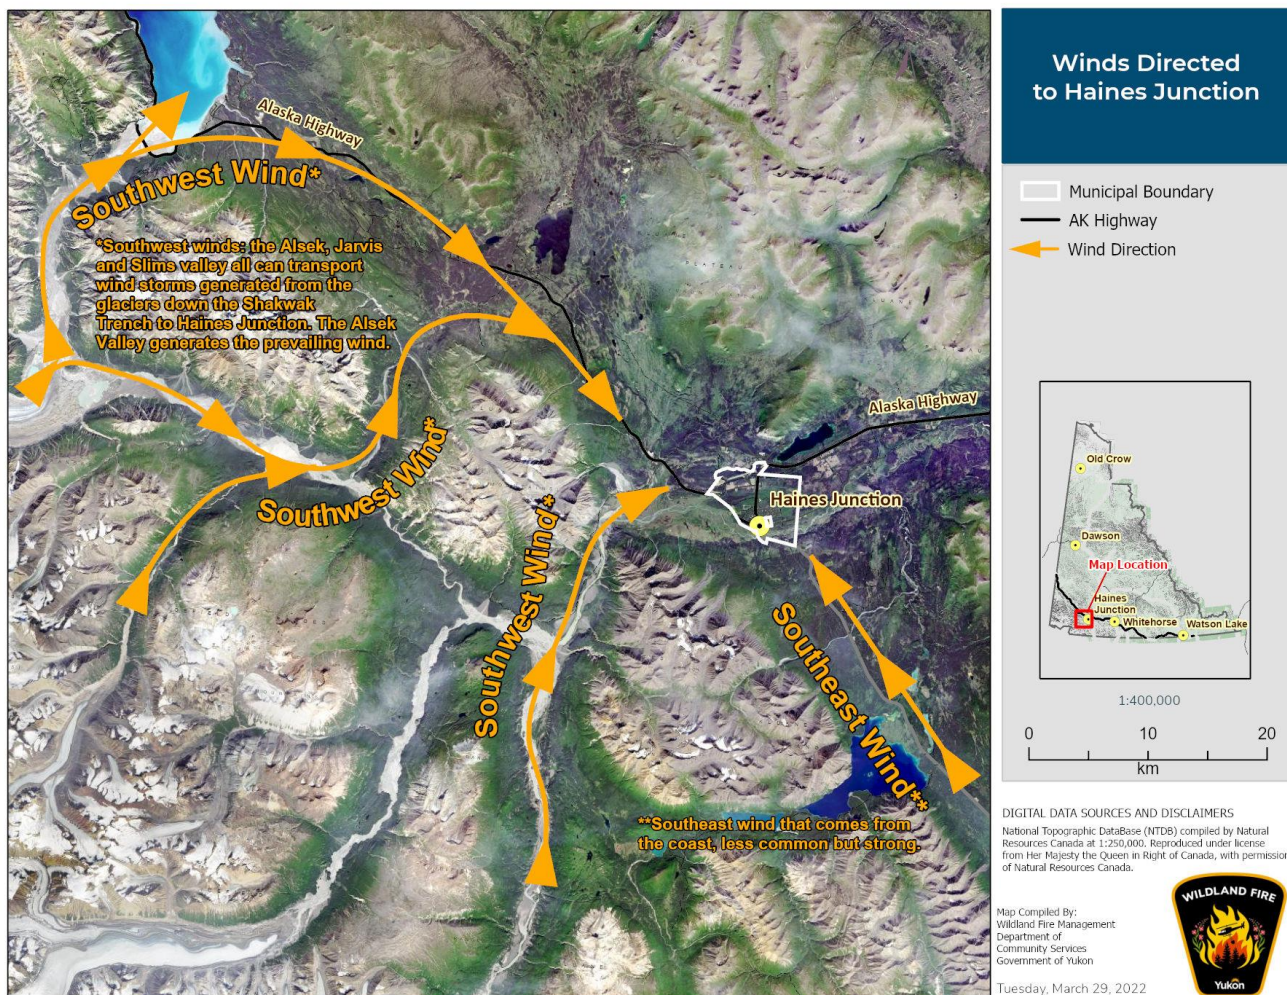 Winds Directed
to Haines Junction
Municipal Boundary
AK Highway
Wind Direction
Alaska Highway
Southwest Wind*
*Southwest winds: the Alsek, Jarvis
and Slims valley all can transport
wind storms generated from the
glaciers down the Shakwak
Trench to Haines Junction. The Alsek
Valley generates the prevailing wind.
Southwest Wind*
Southwest Wind*
Alaska Highway
Haines Junction
Southeast Wind**
**Southeast wind that comes from
the coast, less common but strong.
Old Crow
Dawson
Map Location
Haines
Junction
Whitehorse
Watson Lake
1:400,000
0 10 20
km
DIGITAL DATA SOURCES AND DISCLAIMERS
National Topographic DataBase (NTDB) compiled by Natural
Resources Canada at 1:250,000. Reproduced under license
from Her Majesty the Queen in Right of Canada, with permission
of Natural Resources Canada.
Map Compiled By:
Wildland Fire Management
Department of
Community Services
Government of Yukon
Tuesday, March 29, 2022
WILDLAND FIRE
Yukon